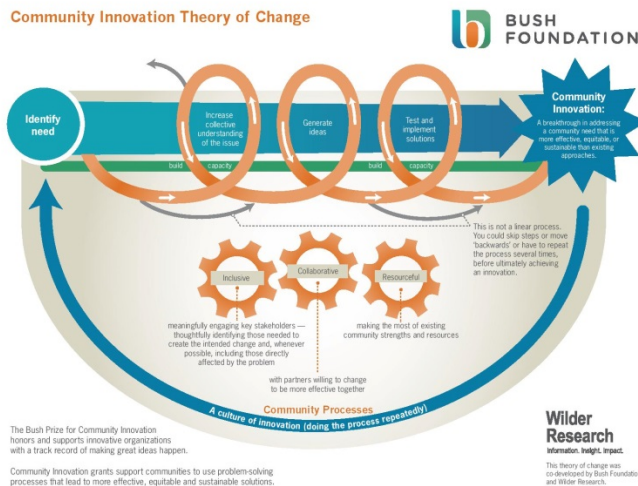 Community Innovation Theory of Change
BUSH
FOUNDATION
Identify
need
Increase
collective
understanding
of the issue
Generate
ideas
Test and
implement
solutions
Community
Innovation:
A breakthrough in addressing
a community need that is
more effective, equitable, or
sustainable than existing
approaches.
build capacity
build capacity
This is not a linear process.
You could skip steps or move
'backwards' or have to repeat
the process several times,
before ultimately achieving
an innovation.
Inclusive
Collaborative
Resourceful
meaningfully engaging key stakeholders —
thoughtfully identifying those needed to
create the intended change and, whenever
possible, including those directly
affected by the problem
making the most of existing
community strengths and resources
with partners willing to change
to be more effective together
Community Processes
A culture of innovation (doing the process repeatedly)
The Bush Prize for Community Innovation
honors and supports innovative organizations
with a track record of making great ideas happen.
Community Innovation grants support communities to use problem-solving
processes that lead to more effective, equitable and sustainable solutions.
Wilder
Research
Information. Insight. Impact.
This theory of change was
co-developed by Bush Foundatio
and Wilder Research.